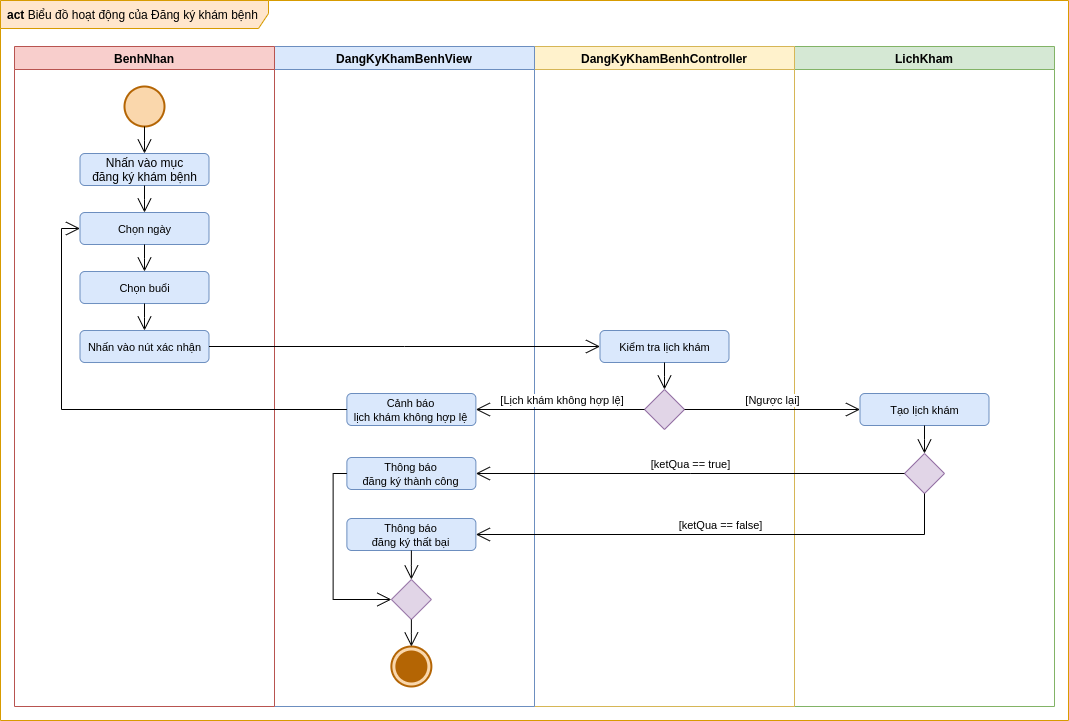 act Biểu đồ hoạt động của Đăng ký khám bệnh
BenhNhan
DangKyKhamBenhView
DangKyKhamBenhController
LichKham
Nhấn vào mục
đăng ký khám bệnh
Chọn ngày
Chọn buổi
Nhấn vào nút xác nhận
Kiểm tra lịch khám
Cảnh báo
lịch khám không hợp lệ
[Lịch khám không hợp lệ]
[Ngược lại]
Tạo lịch khám
Thông báo
đăng ký thành công
[ketQua == true]
Thông báo
đăng ký thất bại
[ketQua == false]